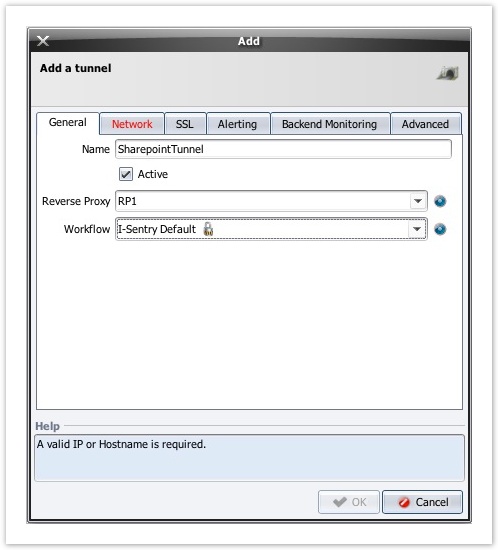 Add
Add a tunnel
General Network SSL Alerting Backend Monitoring Advanced
Name SharepointTunnel
Active
Reverse Proxy RP1
Workflow I-Sentry Default
Help
A valid IP or Hostname is required.
OK Cancel